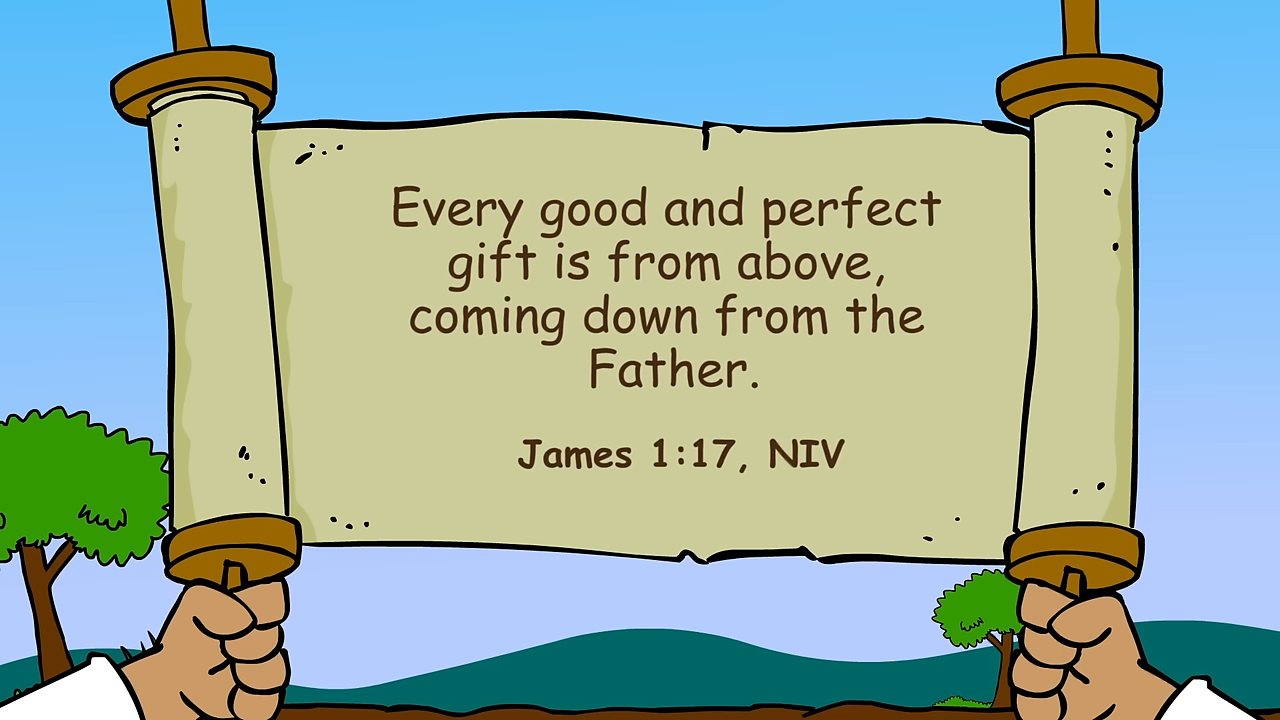 Every good and perfect
gift is from above,
coming down from the
Father.
James 1:17, NIV